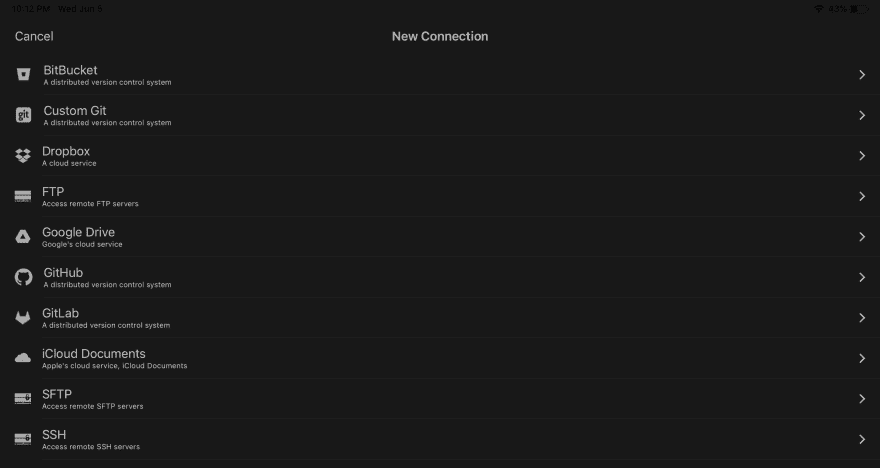 10:12 PM Wed Jun 5
43%
Cancel
New Connection
BitBucket
A distributed version control system
git
Custom Git
A distributed version control system
Dropbox
A cloud service
FTP
Access remote FTP servers
Google Drive
Google's cloud service
GitHub
A distributed version control system
GitLab
A distributed version control system
iCloud Documents
Apple's cloud service, iCloud Documents
SFTP
Access remote SFTP servers
SSH
Access remote SSH servers